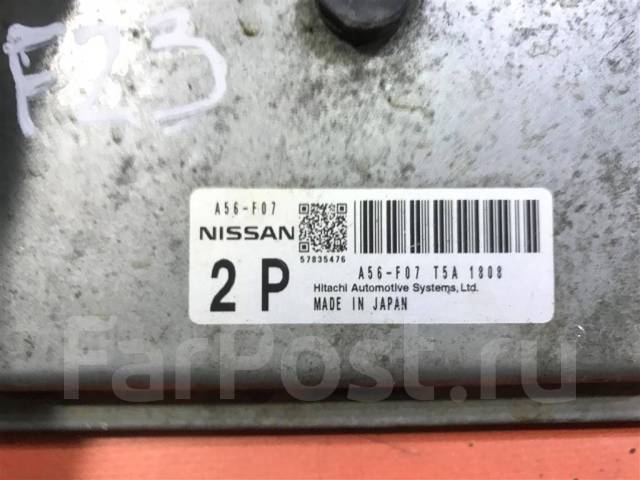 F23
A56-F07
NISSAN
57835476
2P
A56-F07 T5A 1808
Hitachi Automotive Systems, Ltd.
MADE IN JAPAN
FarPost.ru